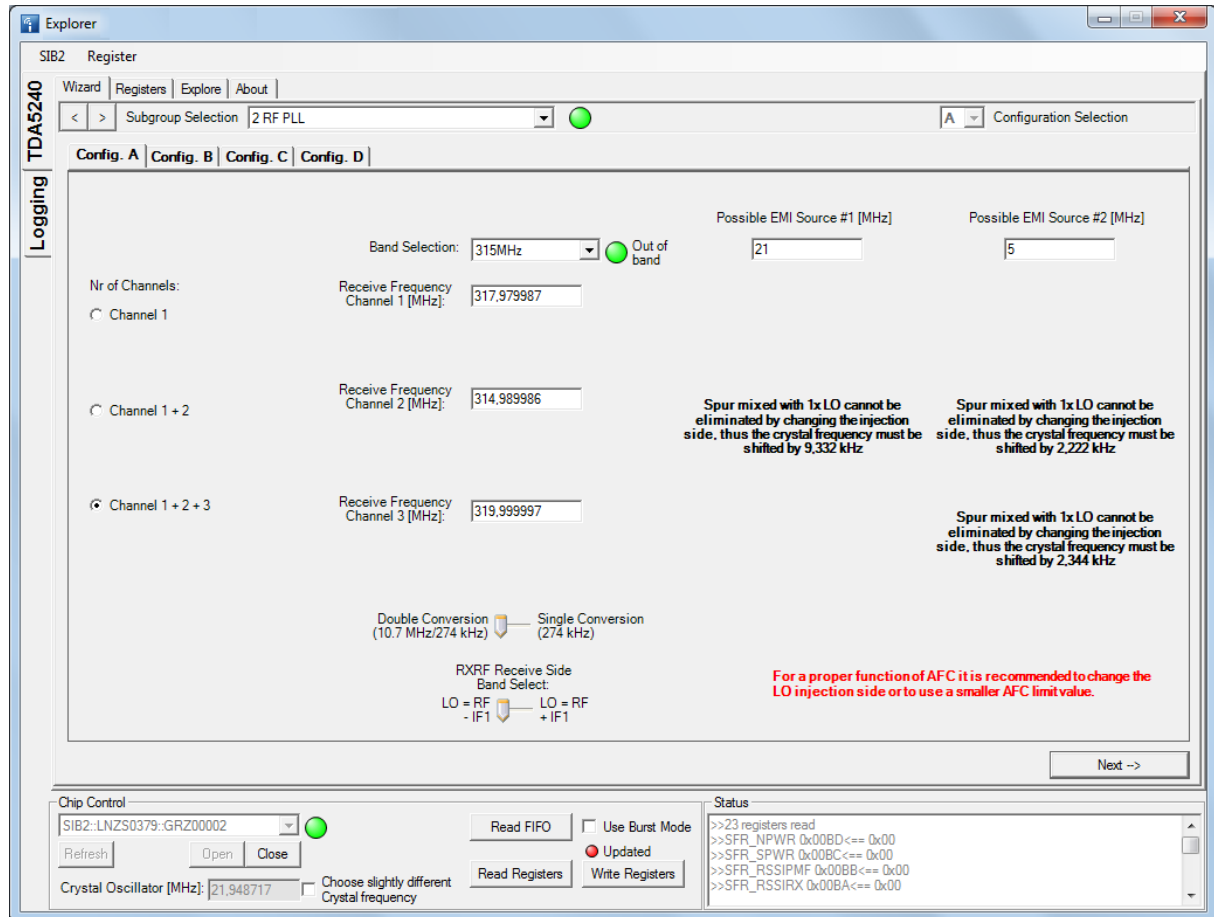 Explorer
SIB2 Register
TDA5240
Logging
Wizard Registers Explore About
< > Subgroup Selection 2 RF PLL A Configuration Selection
Config. A Config. B Config. C Config. D
Possible EMI Source #1 [MHz] Possible EMI Source #2 [MHz]
Band Selection: 315MHz Out of
band
21 5
Nr of Channels:
Channel 1
Receive Frequency
Channel 1 [MHz]: 317,979987
Channel 1 + 2
Receive Frequency
Channel 2 [MHz]: 314,989986
Spur mixed with 1x LO cannot be
eliminated by changing the injection
side, thus the crystal frequency must be
shifted by 9,332 kHz
Spur mixed with 1x LO cannot be
eliminated by changing the injection
side, thus the crystal frequency must be
shifted by 2,222 kHz
Channel 1 + 2 + 3
Receive Frequency
Channel 3 [MHz]: 319,999997
Spur mixed with 1x LO cannot be
eliminated by changing the injection
side, thus the crystal frequency must be
shifted by 2,344 kHz
Double Conversion
(10.7 MHz/274 kHz)
Single Conversion
(274 kHz)
RXRF Receive Side
Band Select:
LO = RF
- IF1
LO = RF
+ IF1
For a proper function of AFC it is recommended to change the
LO injection side or to use a smaller AFC limit value.
Next -->
Chip Control
SIB2::LNZS0379::GRZ00002
Refresh Open Close
Crystal Oscillator [MHz]: 21,948717
Choose slightly different
Crystal frequency
Read FIFO Use Burst Mode
Updated
Read Registers Write Registers
Status
>>23 registers read
>>SFR_NPWR 0x00BD<== 0x00
>>SFR_SPWR 0x00BC<== 0x00
>>SFR_RSSIPMF 0x00BB<== 0x00
>>SFR_RSSIRX 0x00BA<== 0x00